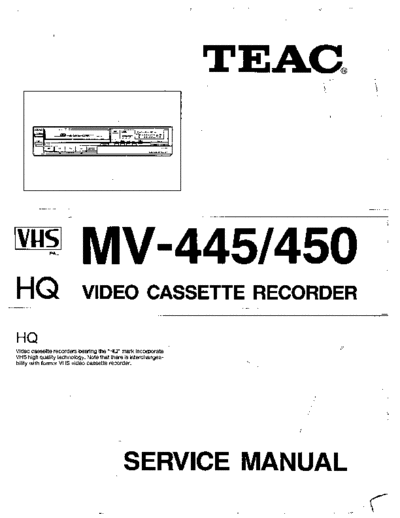 TEAC®
VHS
PAL
MV-445/450
HQ
VIDEO CASSETTE RECORDER
HQ
Video cassette recorders bearing the "HQ" mark incorporate
VHS high quality technology. Note that there is interchangea-
bility with former VHS video cassette recorder.
SERVICE MANUAL